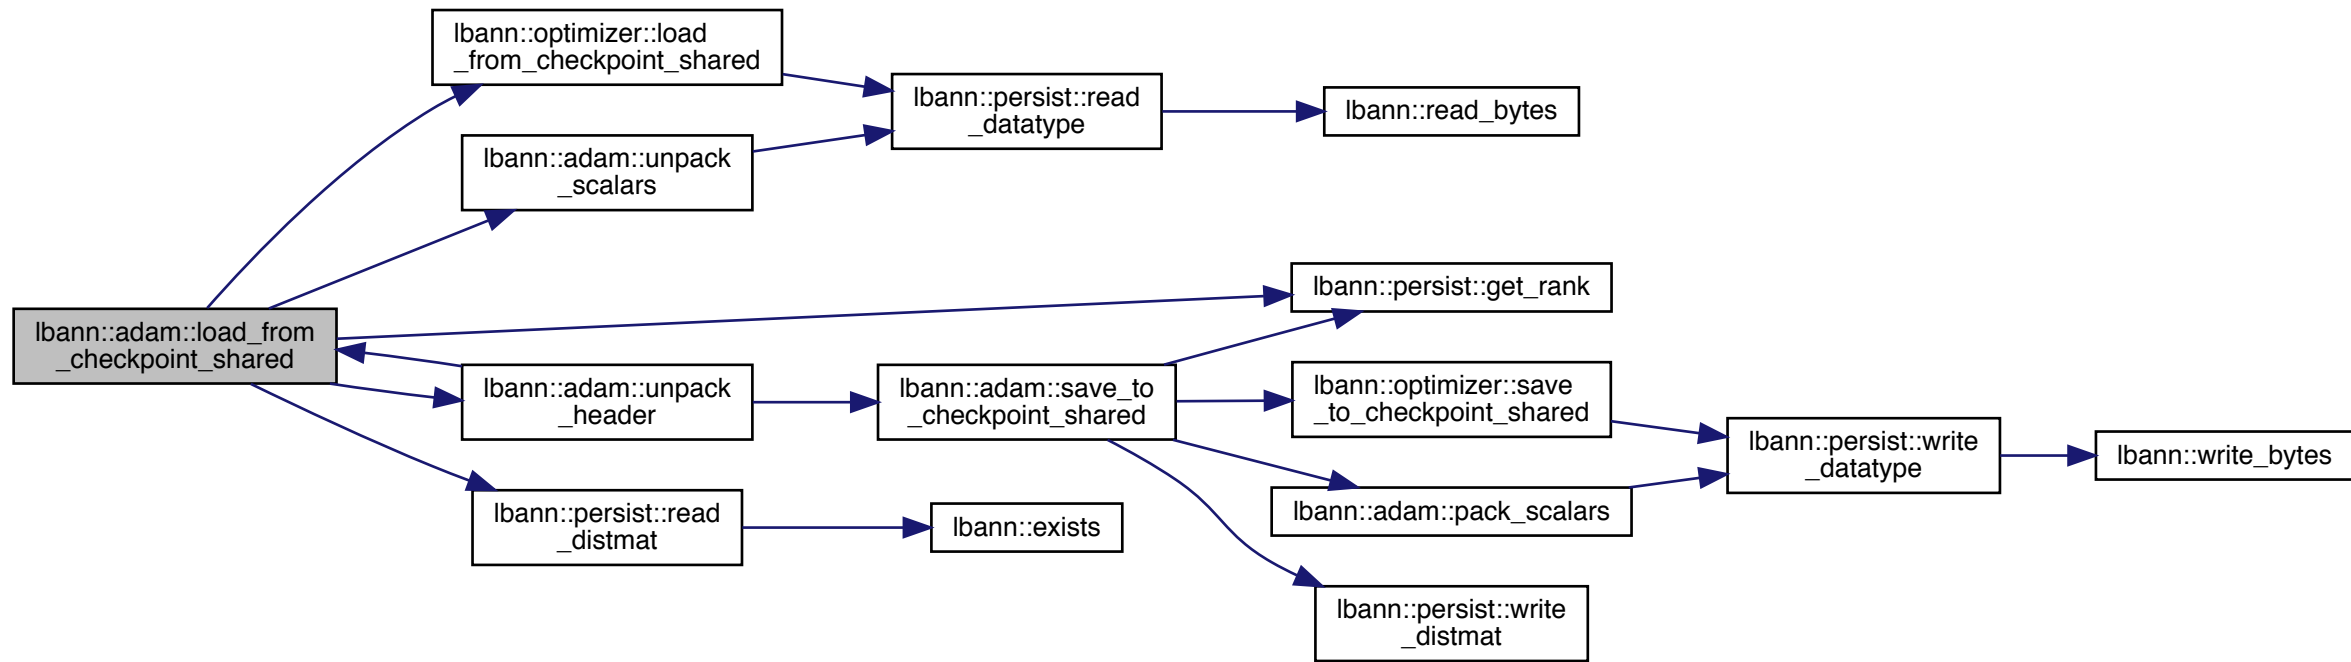 lbann::optimizer::load
_from_checkpoint_shared
lbann::persist::read
_datatype
lbann::read_bytes
lbann::adam::unpack
_scalars
lbann::persist::get_rank
lbann::adam::load_from
_checkpoint_shared
lbann::adam::unpack
_header
lbann::adam::save_to
_checkpoint_shared
lbann::optimizer::save
_to_checkpoint_shared
lbann::persist::write
_datatype
lbann::write_bytes
lbann::persist::read
_distmat
lbann::exists
lbann::adam::pack_scalars
lbann::persist::write
_distmat